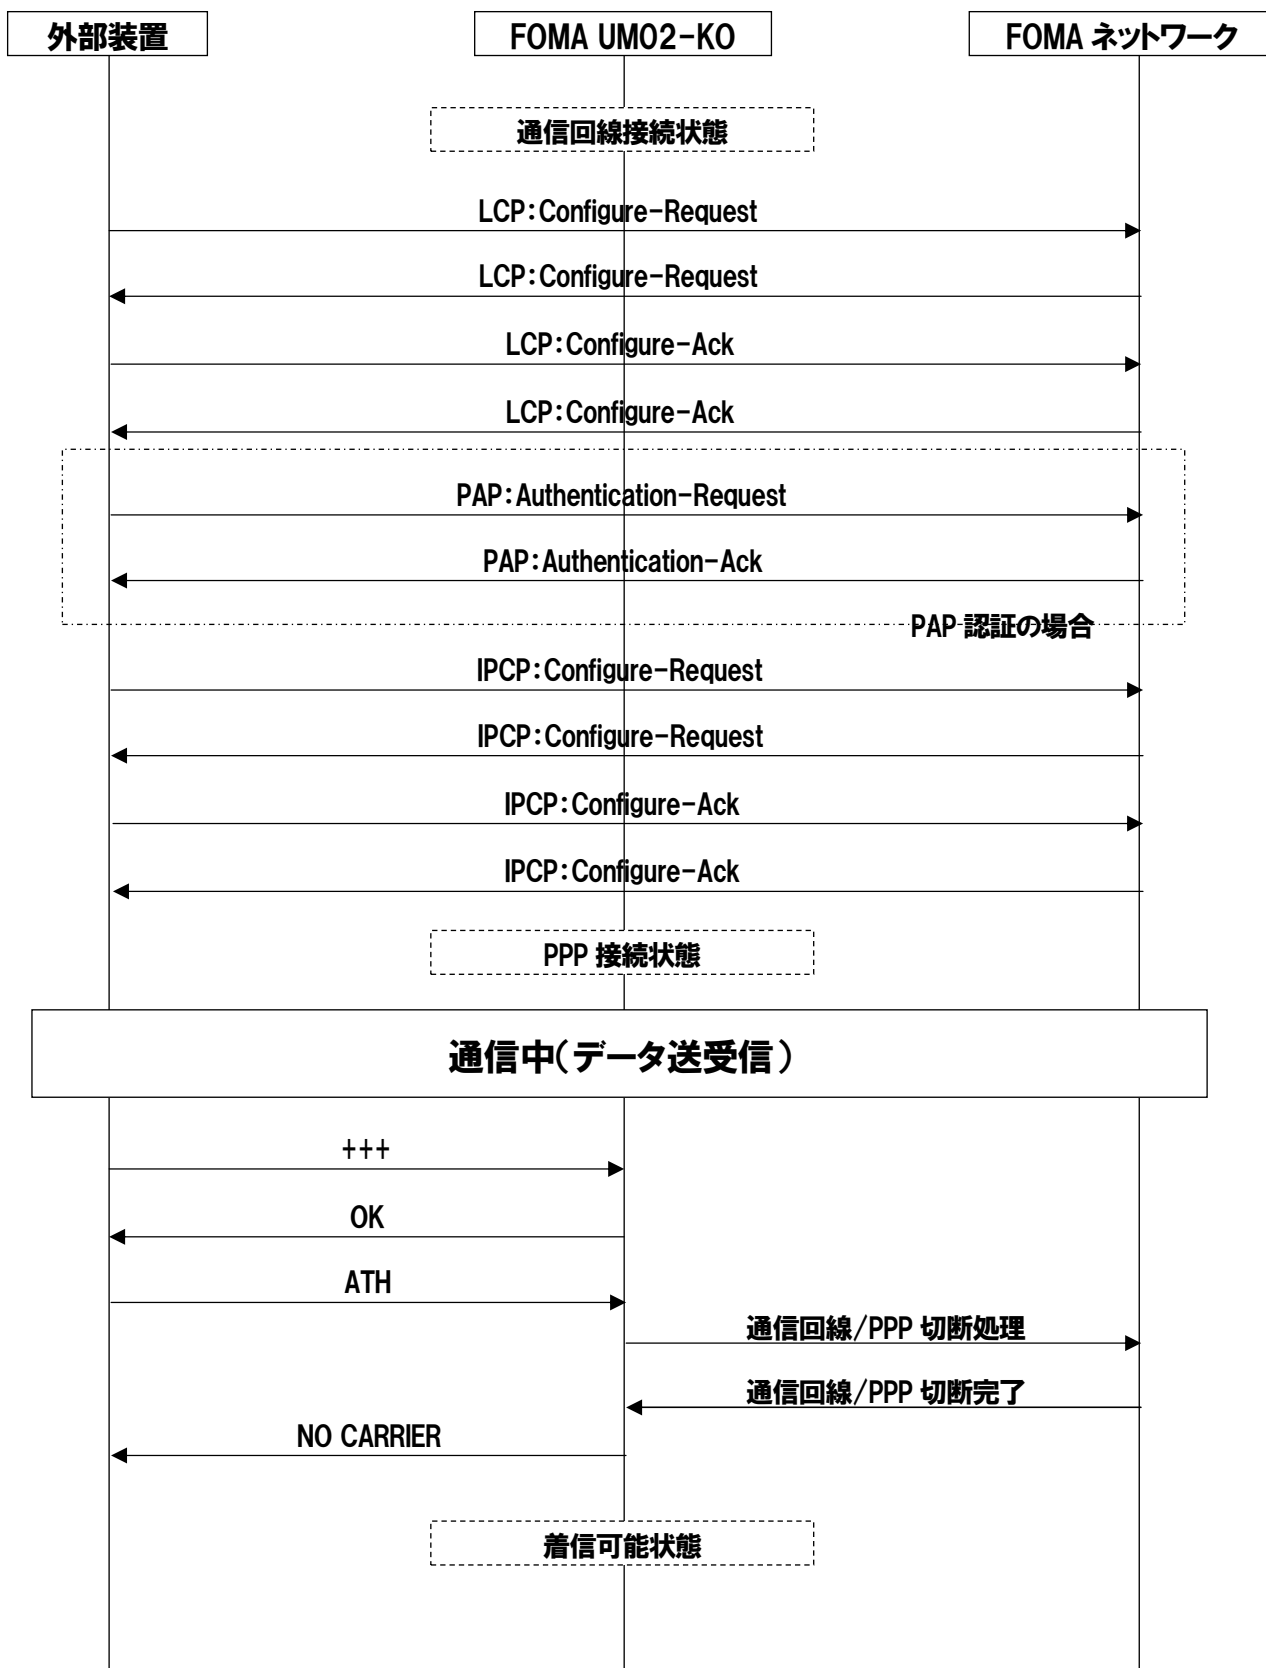 外部装置
FOMA UM02-KO
FOMA ネットワーク
通信回線接続状態
LCP:Configure-Request
LCP:Configure-Request
LCP:Configure-Ack
LCP:Configure-Ack
PAP:Authentication-Request
PAP:Authentication-Ack
PAP 認証の場合
IPCP:Configure-Request
IPCP:Configure-Request
IPCP:Configure-Ack
IPCP:Configure-Ack
PPP 接続状態
通信中(データ送受信)
+++
OK
ATH
通信回線/PPP 切断処理
通信回線/PPP 切断完了
NO CARRIER
着信可能状態